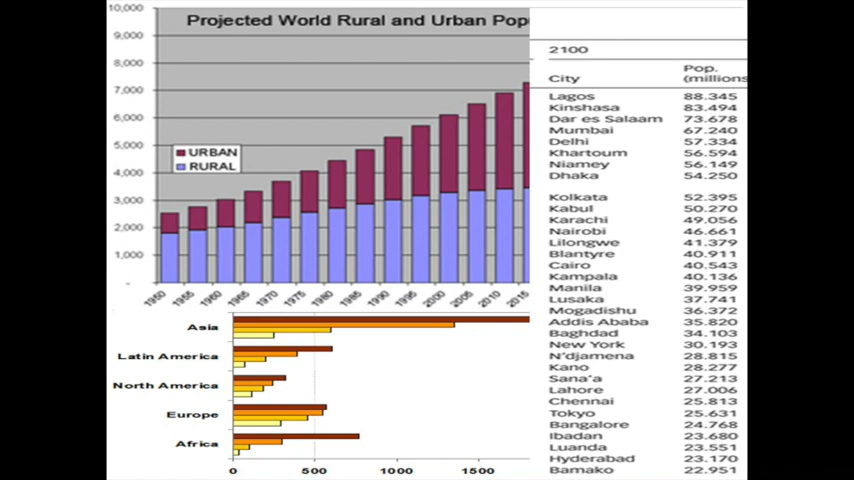 Projected World Rural and Urban Pop
10,000
9,000
8,000
7,000
6,000
5,000
4,000
3,000
2,000
1,000
-
URBAN
RURAL
1950 1955 1960 1965 1970 1975 1980 1985 1990 1995 2000 2005 2010 2015
Asia
Latin America
North America
Europe
Africa
0 500 1000 1500
2100
City Pop. (millions
Lagos 88.345
Kinshasa 83.494
Dar es Salaam 73.678
Mumbai 67.240
Delhi 57.334
Khartoum 56.594
Niamey 56.149
Dhaka 54.250
Kolkata 52.395
Kabul 50.270
Karachi 49.056
Nairobi 46.661
Lilongwe 41.379
Blantyre 40.911
Cairo 40.543
Kampala 40.136
Manila 39.959
Lusaka 37.741
Mogadishu 36.372
Addis Ababa 35.820
Baghdad 34.103
New York 30.193
N'djamena 28.815
Kano 28.277
Sana'a 27.213
Lahore 27.006
Chennai 25.813
Tokyo 25.631
Bangalore 24.768
Ibadan 23.680
Luanda 23.551
Hyderabad 23.170
Bamako 22.951